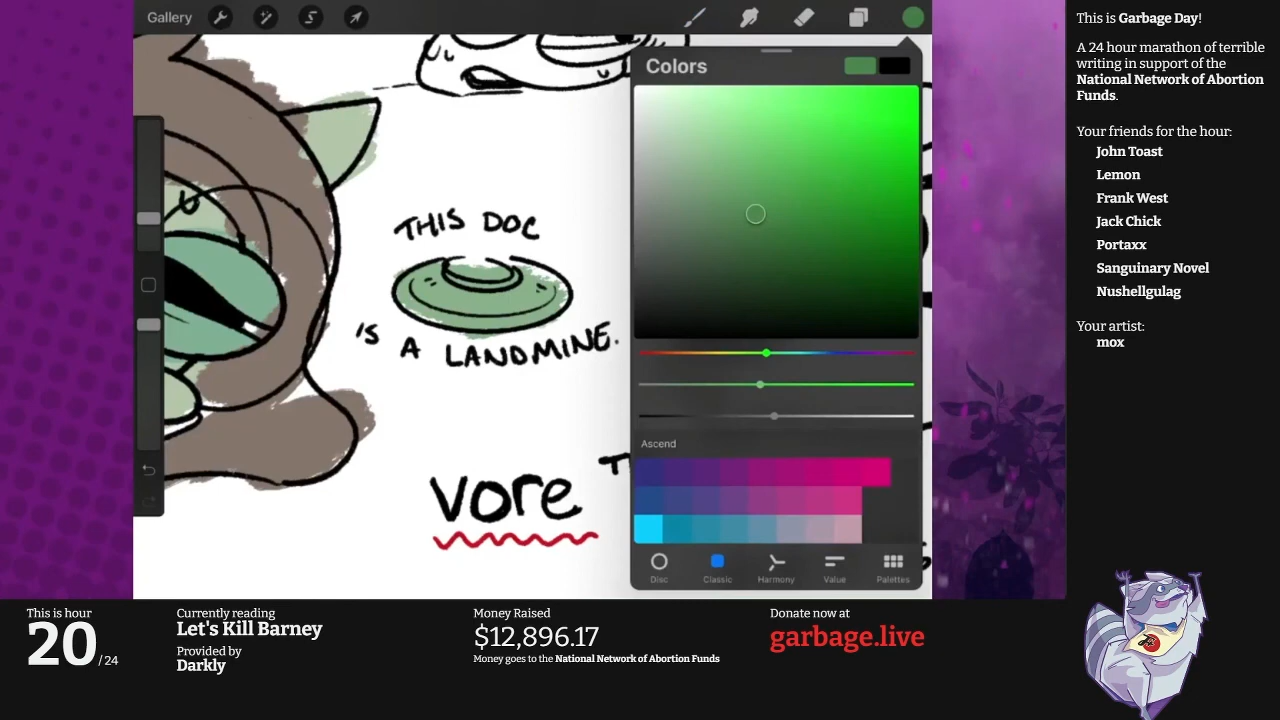 Gallery
Colors
THIS DOC
IS A LANDMINE.
vore
Ascend
Disc
Classic
Harmony
Value
Palettes
This is Garbage Day!
A 24 hour marathon of terrible
writing in support of the
National Network of Abortion
Funds.
Your friends for the hour:
John Toast
Lemon
Frank West
Jack Chick
Portaxx
Sanguinary Novel
Nushellgulag
Your artist:
mox
This is hour
20/24
Currently reading
Let's Kill Barney
Provided by
Darkly
Money Raised
$12,896.17
Money goes to the National Network of Abortion Funds
Donate now at
garbage.live